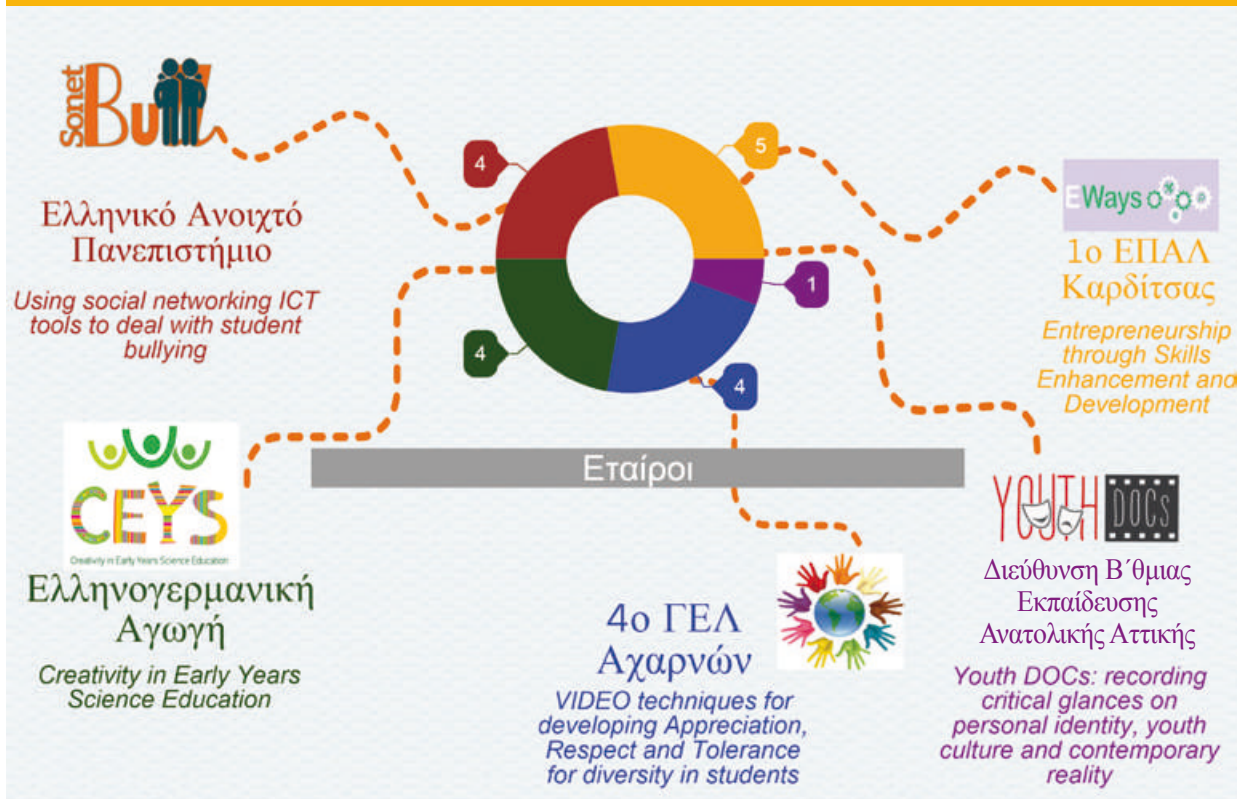 Sonet
Bull
Ελληνικό Ανοιχτό
Πανεπιστήμιο
Using social networking ICT
tools to deal with student
bullying
4
5
1
4
4
EWays
1ο ΕΠΑΛ
Καρδίτσας
Entrepreneurship
through Skills
Enhancement and
Development
Εταίροι
CEYS
Creativity in Early Years Science Education
Ελληνογερμανική
Αγωγή
Creativity in Early Years
Science Education
4ο ΓΕΛ
Αχαρνών
VIDEO techniques for
developing Appreciation,
Respect and Tolerance
for diversity in students
YOUTH DOCs
Διεύθυνση Β΄θμιας
Εκπαίδευσης
Ανατολικής Αττικής
Youth DOCs: recording
critical glances on
personal identity, youth
culture and contemporary
reality